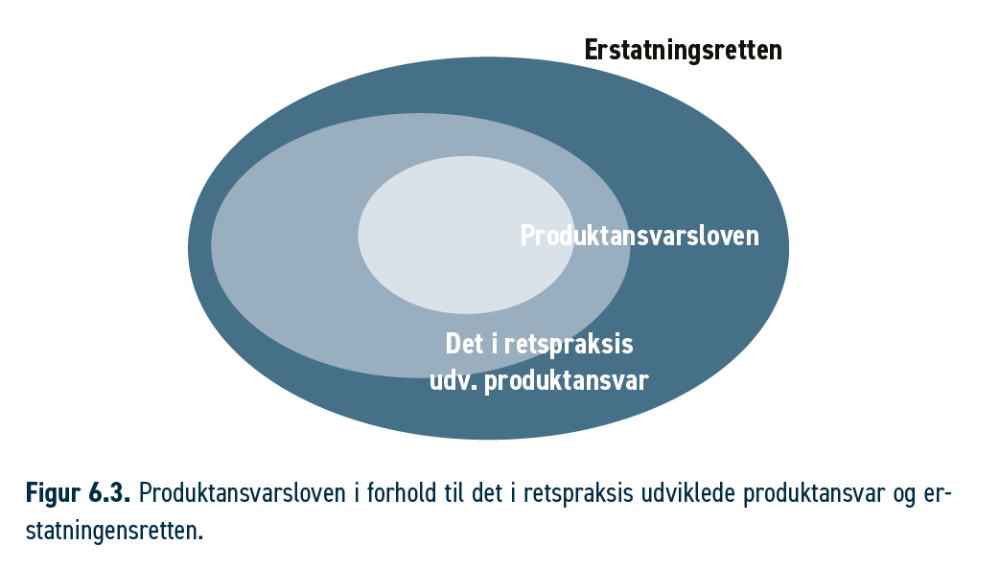 Erstatningsretten
Produktansvarsloven
Det i retspraksis
udv. produktansvar
Figur 6.3. Produktansvarsloven i forhold til det i retspraksis udviklede produktansvar og er-
statningensretten.